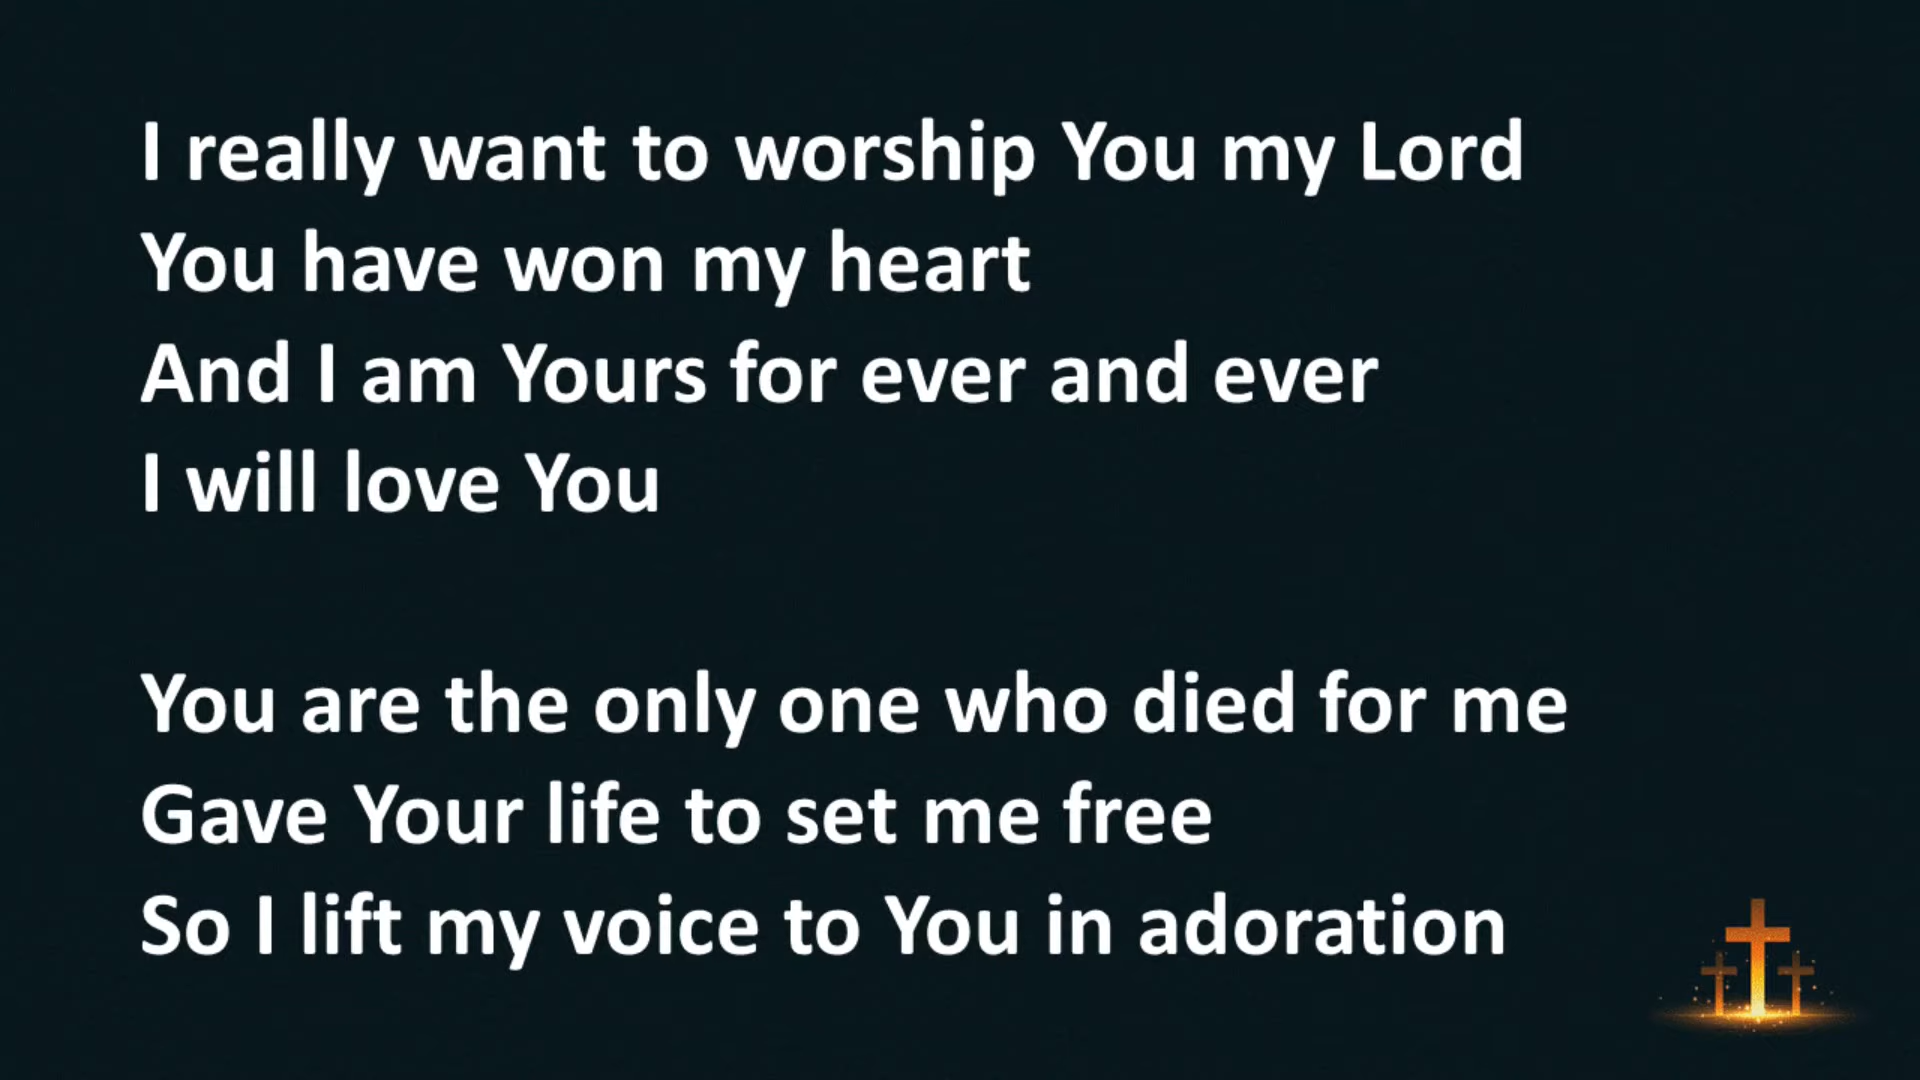 I really want to worship You my Lord
You have won my heart
And I am Yours for ever and ever
I will love You
You are the only one who died for me
Gave Your life to set me free
So I lift my voice to You in adoration